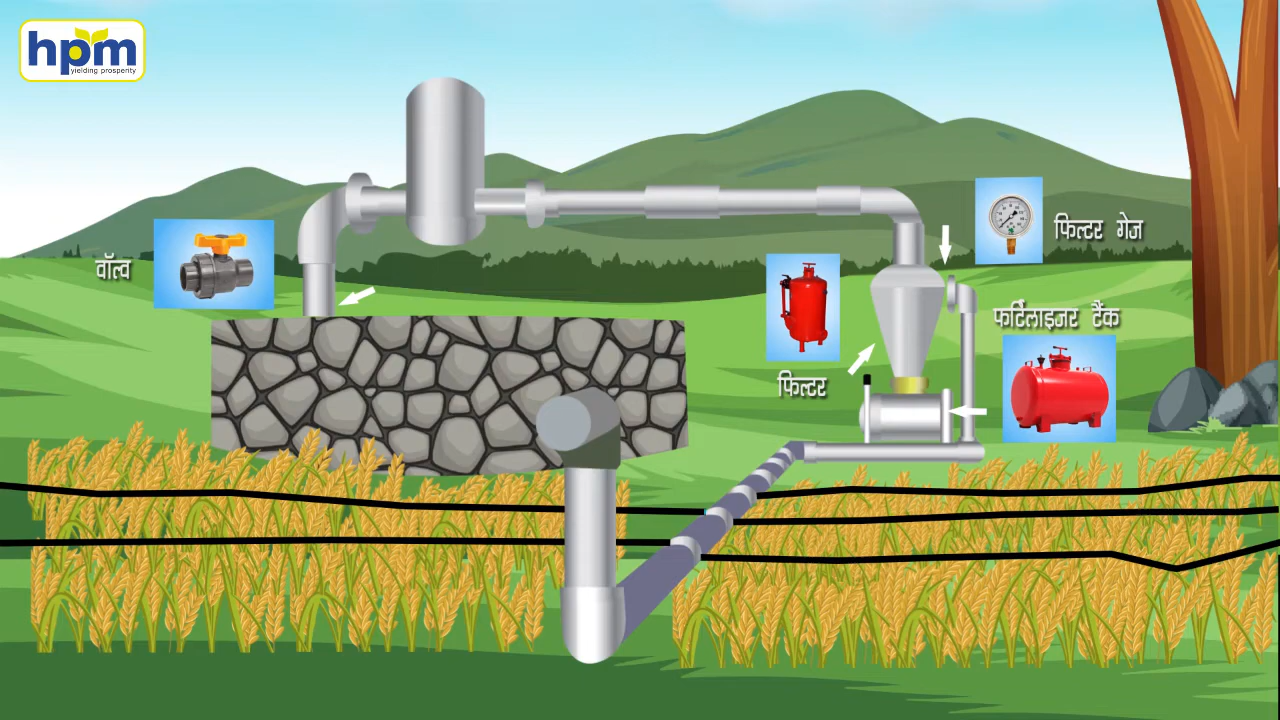 hpm
yielding prosperity
वॉल्व
फिल्टर गेज
फर्टिलाइजर टैंक
फिल्टर